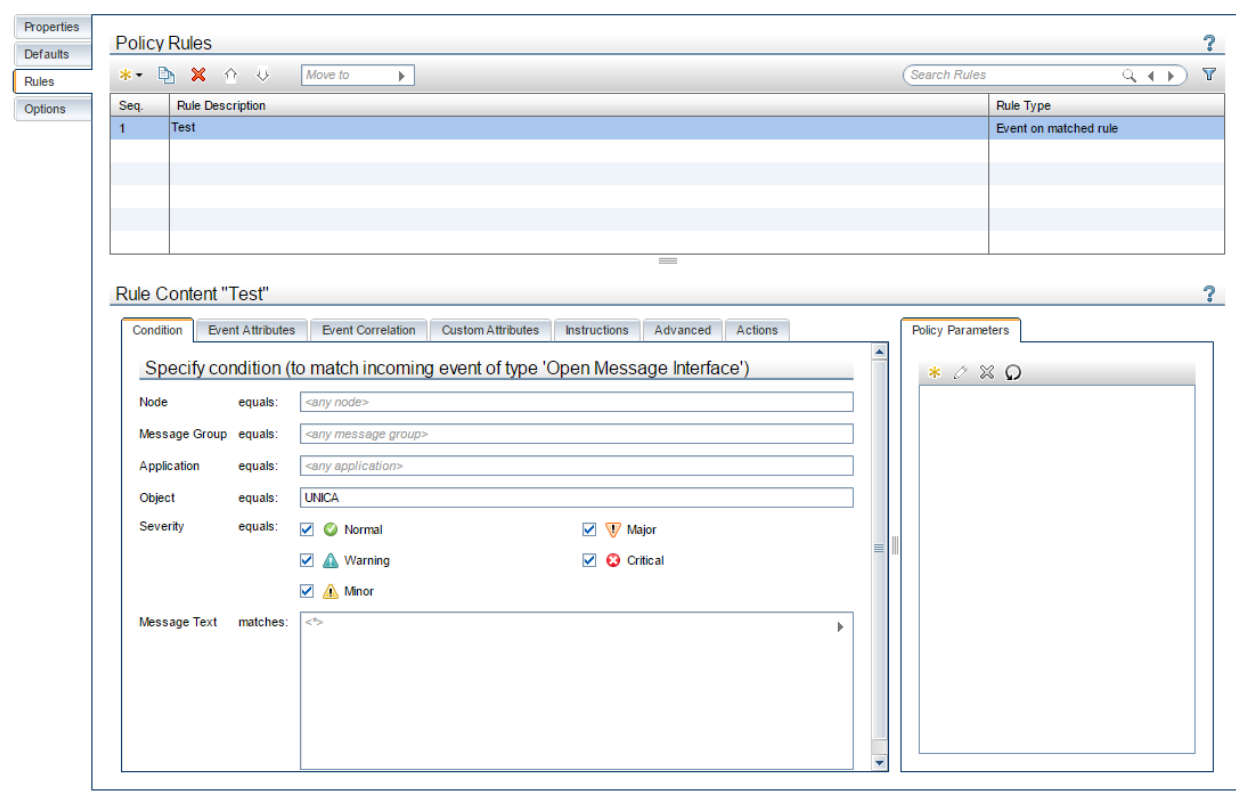 Properties
Defaults
Rules
Options
Policy Rules
?
Move to
Search Rules
Seq. Rule Description Rule Type
1 Test Event on matched rule
Rule Content "Test"
?
Condition Event Attributes Event Correlation Custom Attributes Instructions Advanced Actions
Policy Parameters
Specify condition (to match incoming event of type 'Open Message Interface')
Node equals: <any node>
Message Group equals: <any message group>
Application equals: <any application>
Object equals: UNICA
Severity equals: Normal Major
Warning Critical
Minor
Message Text matches: <*>